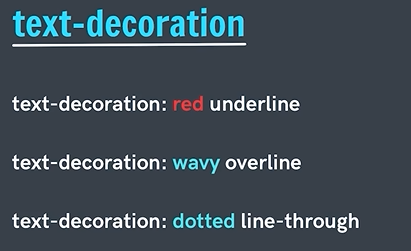 text-decoration
text-decoration: red underline
text-decoration: wavy overline
text-decoration: dotted line-through